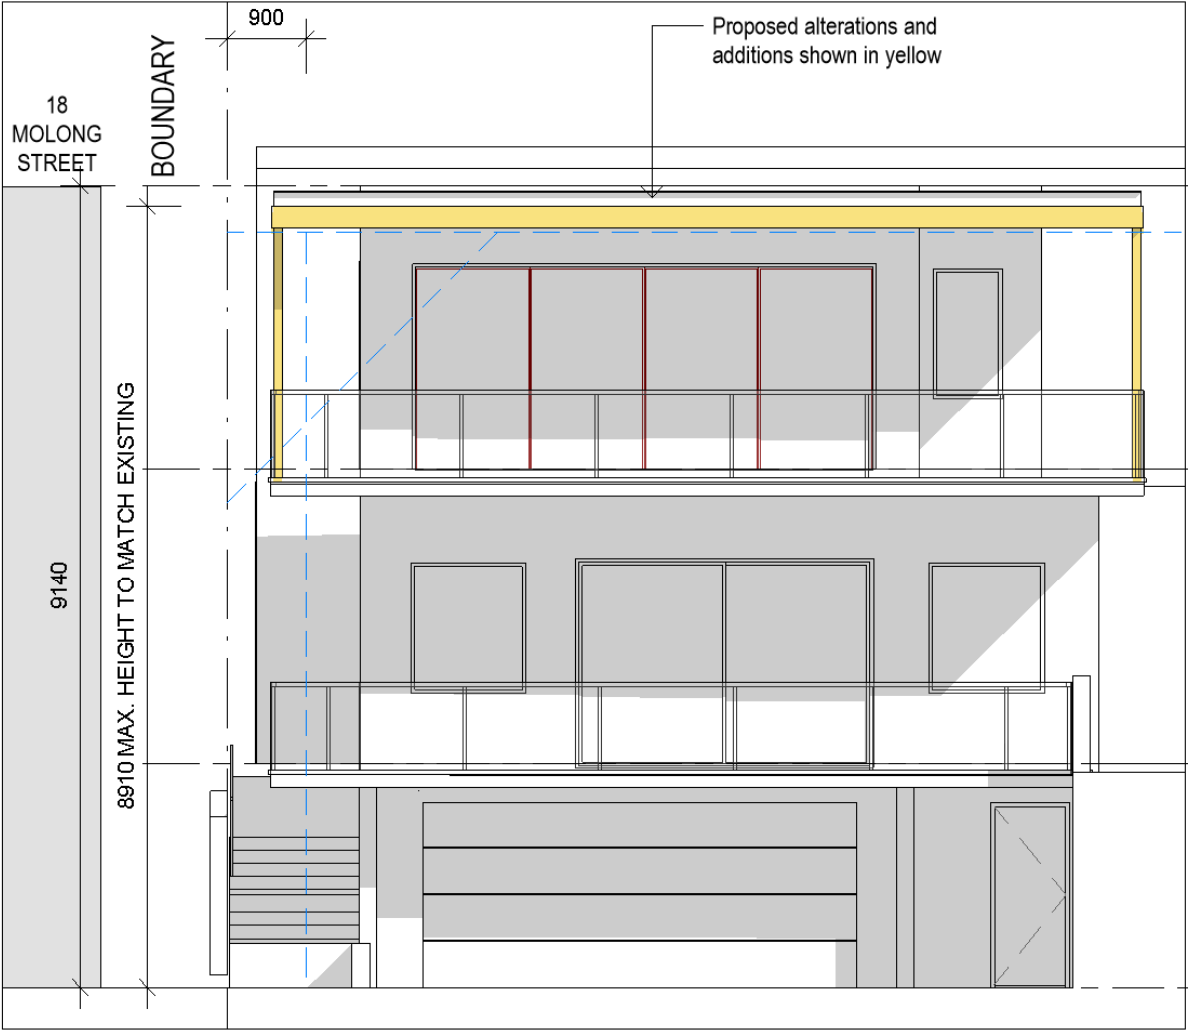 900
Proposed alterations and
additions shown in yellow
BOUNDARY
18
MOLONG
STREET
8910 MAX. HEIGHT TO MATCH EXISTING
9140